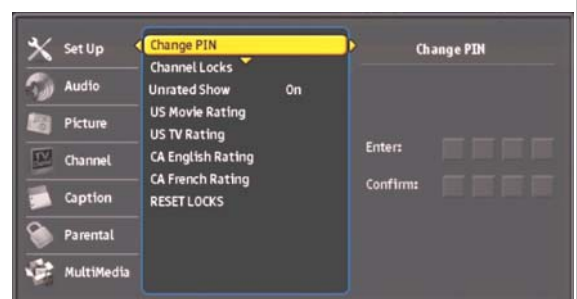 Set Up
Audio
Picture
Channel
Caption
Parental
MultiMedia
Change PIN
Channel Locks
Unrated Show On
US Movie Rating
US TV Rating
CA English Rating
CA French Rating
RESET LOCKS
Change PIN
Enter:
Confirm: